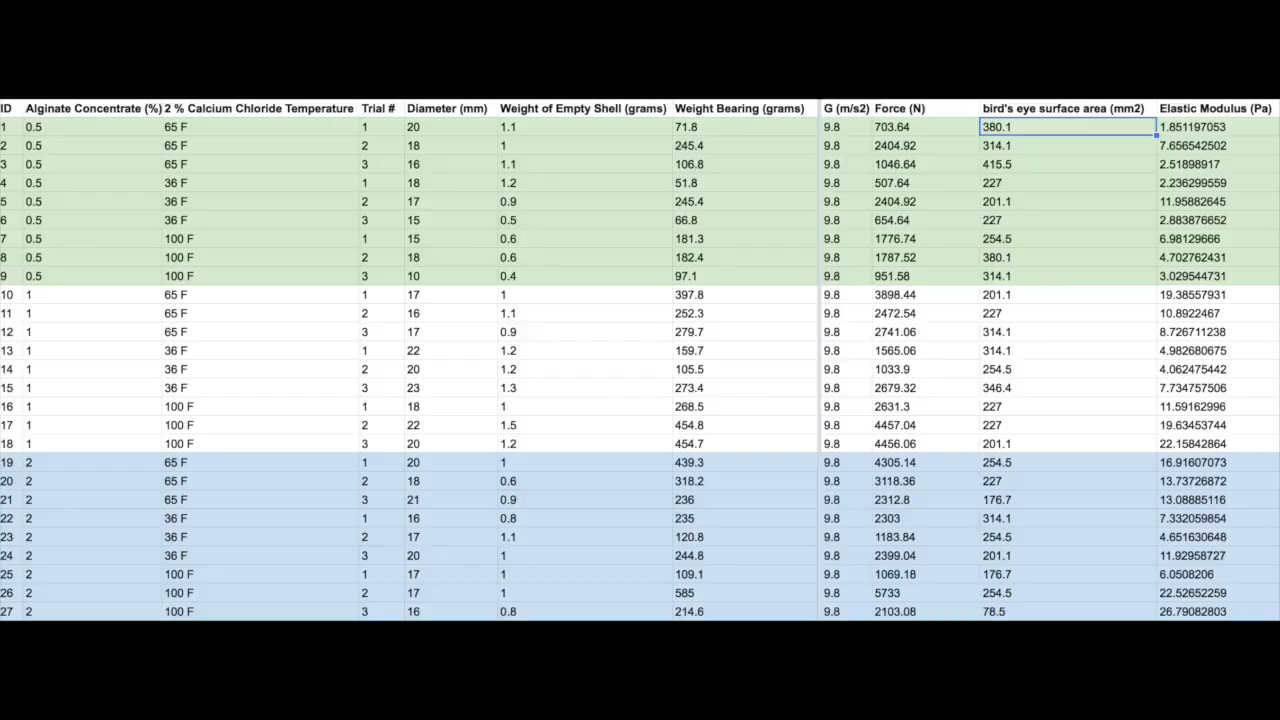 ID Alginate Concentrate (%) 2 % Calcium Chloride Temperature Trial # Diameter (mm) Weight of Empty Shell (grams) Weight Bearing (grams) G (m/s2) Force (N) bird's eye surface area (mm2) Elastic Modulus (Pa)
1 0.5 65 F 1 20 1.1 71.8 9.8 703.64 380.1 1.851197053
2 0.5 65 F 2 18 1 245.4 9.8 2404.92 314.1 7.656542502
3 0.5 65 F 3 16 1.1 106.8 9.8 1046.64 415.5 2.51898917
4 0.5 36 F 1 18 1.2 51.8 9.8 507.64 227 2.236299559
5 0.5 36 F 2 17 0.9 245.4 9.8 2404.92 201.1 11.95882645
6 0.5 36 F 3 15 0.5 66.8 9.8 654.64 227 2.883876652
7 0.5 100 F 1 15 0.6 181.3 9.8 1776.74 254.5 6.98129666
8 0.5 100 F 2 18 0.6 182.4 9.8 1787.52 380.1 4.702762431
9 0.5 100 F 3 10 0.4 97.1 9.8 951.58 314.1 3.029544731
10 1 65 F 1 17 1 397.8 9.8 3898.44 201.1 19.38557931
11 1 65 F 2 16 1.1 252.3 9.8 2472.54 227 10.8922467
12 1 65 F 3 17 0.9 279.7 9.8 2741.06 314.1 8.726711238
13 1 36 F 1 22 1.2 159.7 9.8 1565.06 314.1 4.982680675
14 1 36 F 2 20 1.2 105.5 9.8 1033.9 254.5 4.062475442
15 1 36 F 3 23 1.3 273.4 9.8 2679.32 346.4 7.734757506
16 1 100 F 1 18 1 268.5 9.8 2631.3 227 11.59162996
17 1 100 F 2 22 1.5 454.8 9.8 4457.04 227 19.63453744
18 1 100 F 3 20 1.2 454.7 9.8 4456.06 201.1 22.15842864
19 2 65 F 1 20 1 439.3 9.8 4305.14 254.5 16.91607073
20 2 65 F 2 18 0.6 318.2 9.8 3118.36 227 13.73726872
21 2 65 F 3 21 0.9 236 9.8 2312.8 176.7 13.08885116
22 2 36 F 1 16 0.8 235 9.8 2303 314.1 7.332059854
23 2 36 F 2 17 1.1 120.8 9.8 1183.84 254.5 4.651630648
24 2 36 F 3 20 1 244.8 9.8 2399.04 201.1 11.92958727
25 2 100 F 1 17 1 109.1 9.8 1069.18 176.7 6.0508206
26 2 100 F 2 17 1 585 9.8 5733 254.5 22.52652259
27 2 100 F 3 16 0.8 214.6 9.8 2103.08 78.5 26.79082803